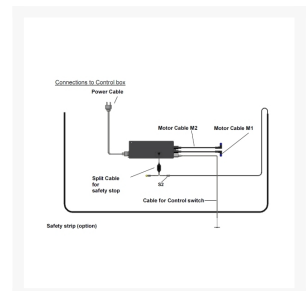 Connections to Control box
Power Cable
Motor Cable M2
Motor Cable M1
Split Cable
for
safety stop
S2
Cable for Control switch
Safety strip (option)